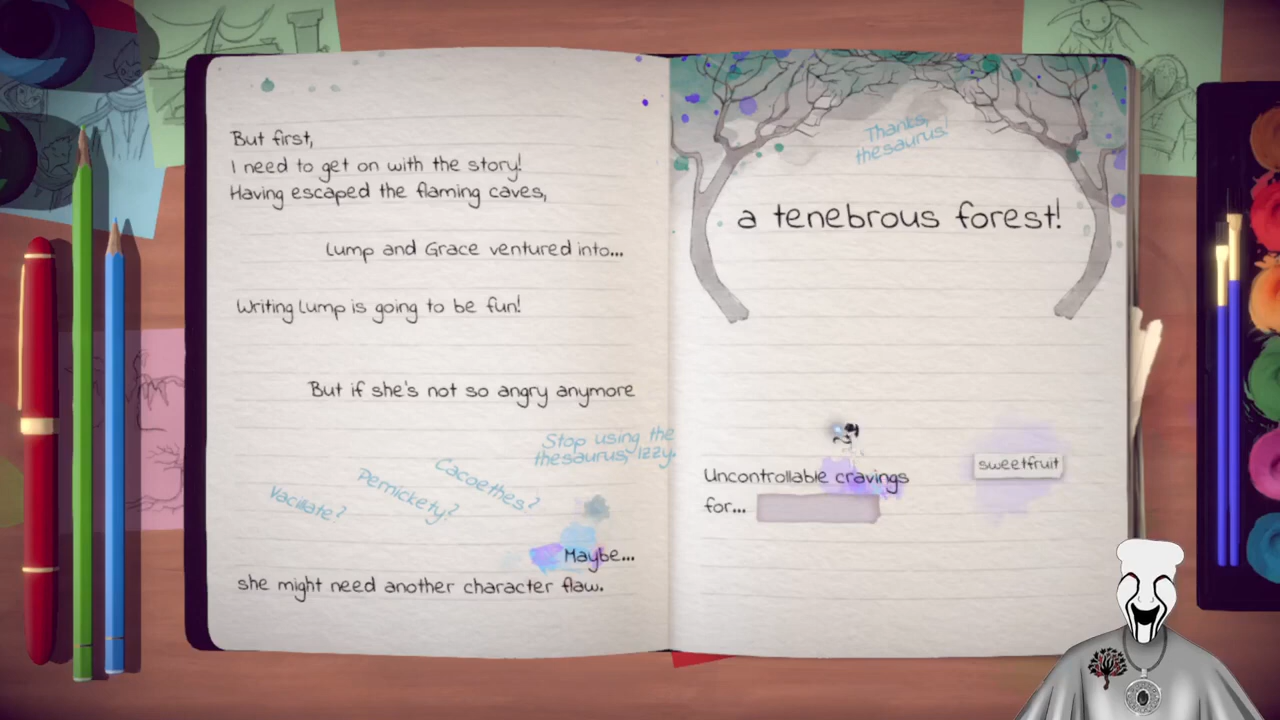 But first,
I need to get on with the story!
Having escaped the flaming caves,
Lump and Grace ventured into...
Writing Lump is going to be fun!
But if she's not so angry anymore
Stop using the
thesaurus, Izzy.
Cacoethes?
Pernickety?
Vacillate?
Maybe...
she might need another character flaw.
Thanks,
thesaurus!
a tenebrous forest!
Uncontrollable cravings
for...
sweetfruit